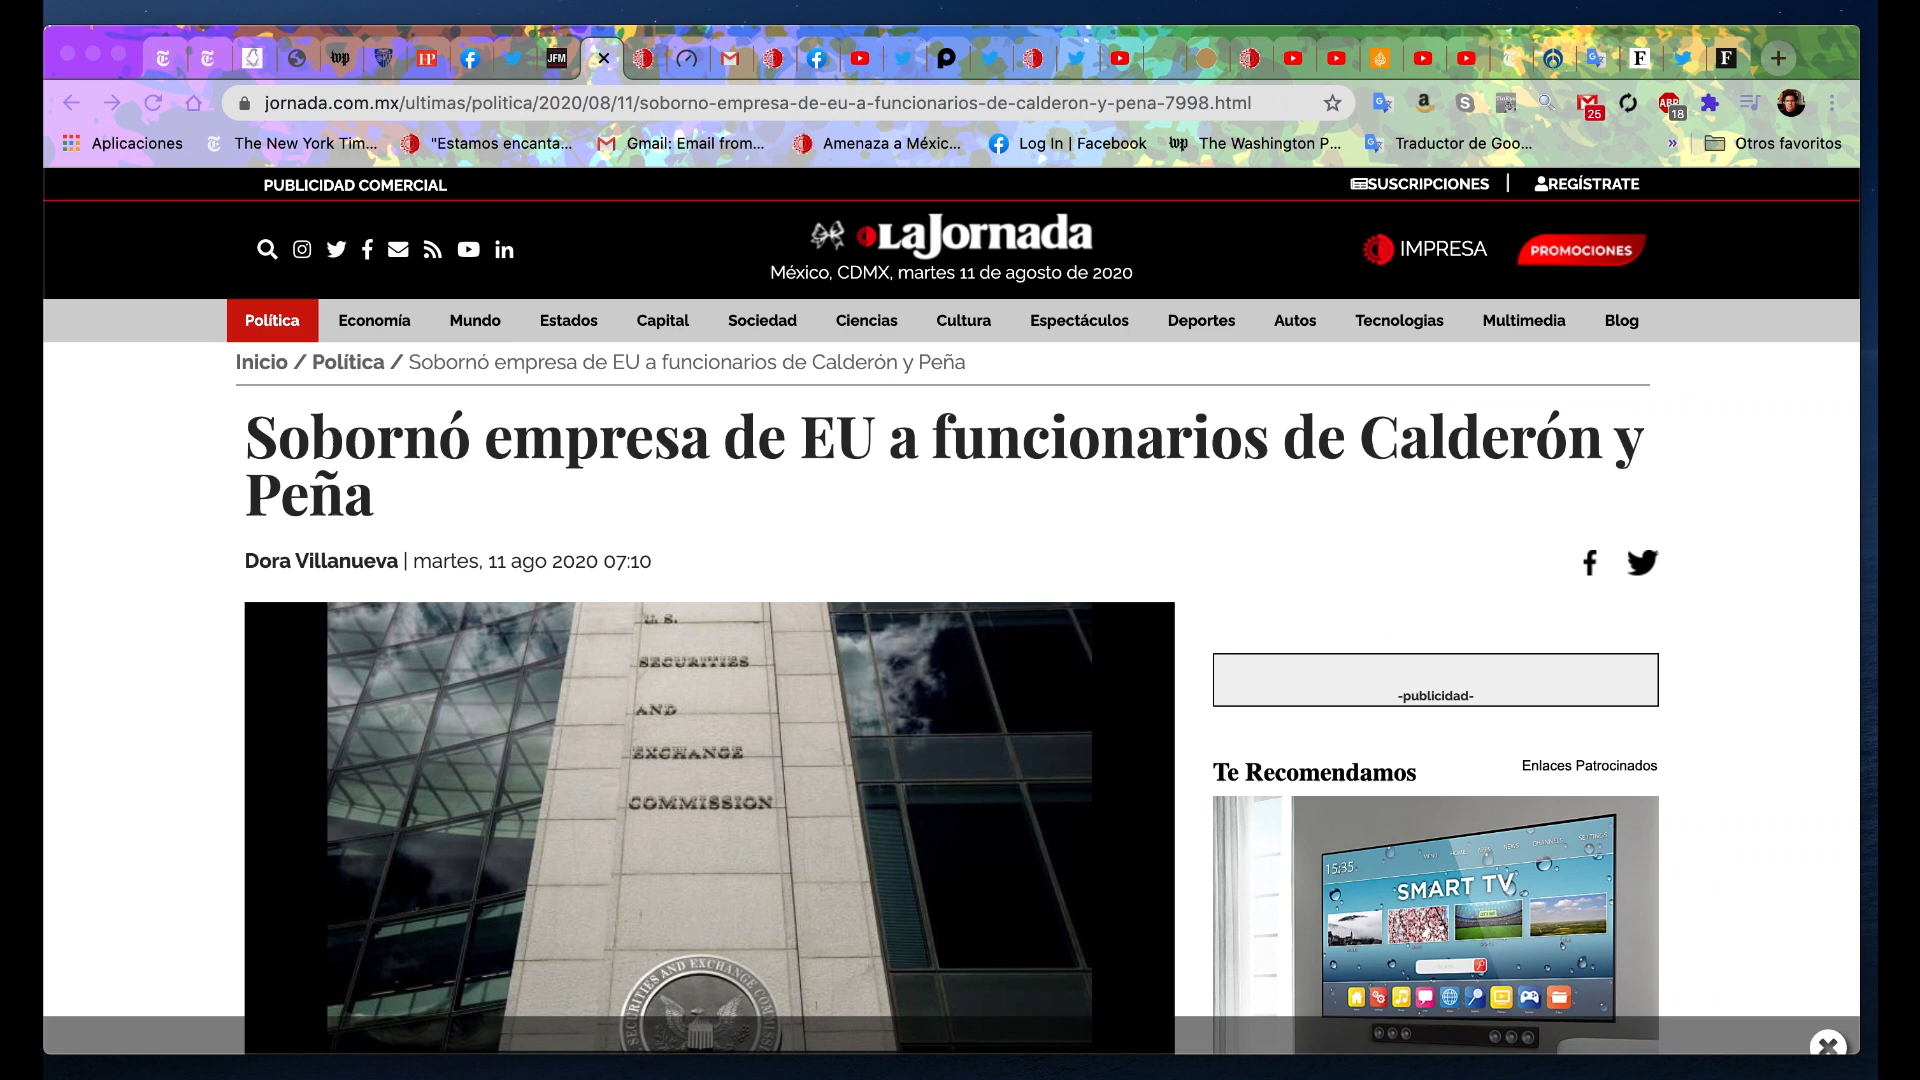 JFM
jornada.com.mx/ultimas/politica/2020/08/11/soborno-empresa-de-eu-a-funcionarios-de-calderon-y-pena-7998.html
25
ABP
18
Aplicaciones
The New York Tim...
"Estamos encanta...
Gmail: Email from...
Amenaza a Méxic...
Log In | Facebook
wp
The Washington P...
Traductor de Goo...
»
Otros favoritos
PUBLICIDAD COMERCIAL
SUSCRIPCIONES |
REGÍSTRATE
La Jornada
IMPRESA
PROMOCIONES
México, CDMX, martes 11 de agosto de 2020
Política
Economía
Mundo
Estados
Capital
Sociedad
Ciencias
Cultura
Espectáculos
Deportes
Autos
Tecnologias
Multimedia
Blog
Inicio / Política / Sobornó empresa de EU a funcionarios de Calderón y Peña
Sobornó empresa de EU a funcionarios de Calderón y
Peña
Dora Villanueva | martes, 11 ago 2020 07:10
U. S.
SECURITIES
AND
EXCHANGE
COMMISSION
-publicidad-
Te Recomendamos
Enlaces Patrocinados
15:35
SMART TV